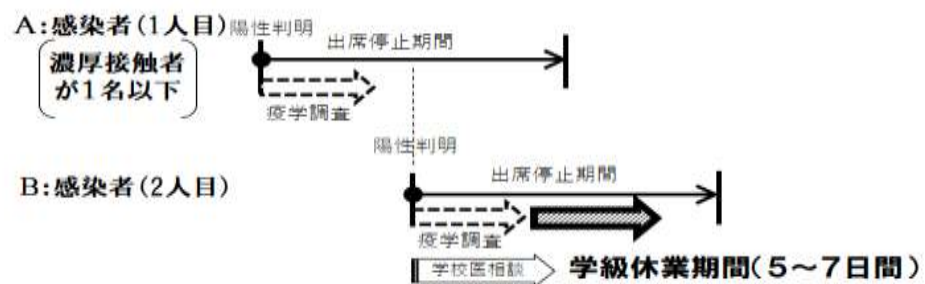 A:感染者(1人目)
陽性判明
出席停止期間
濃厚接触者
が1名以下
疫学調査
陽性判明
B:感染者(2人目)
出席停止期間
疫学調査
学校医相談
学級休業期間(5～7日間)